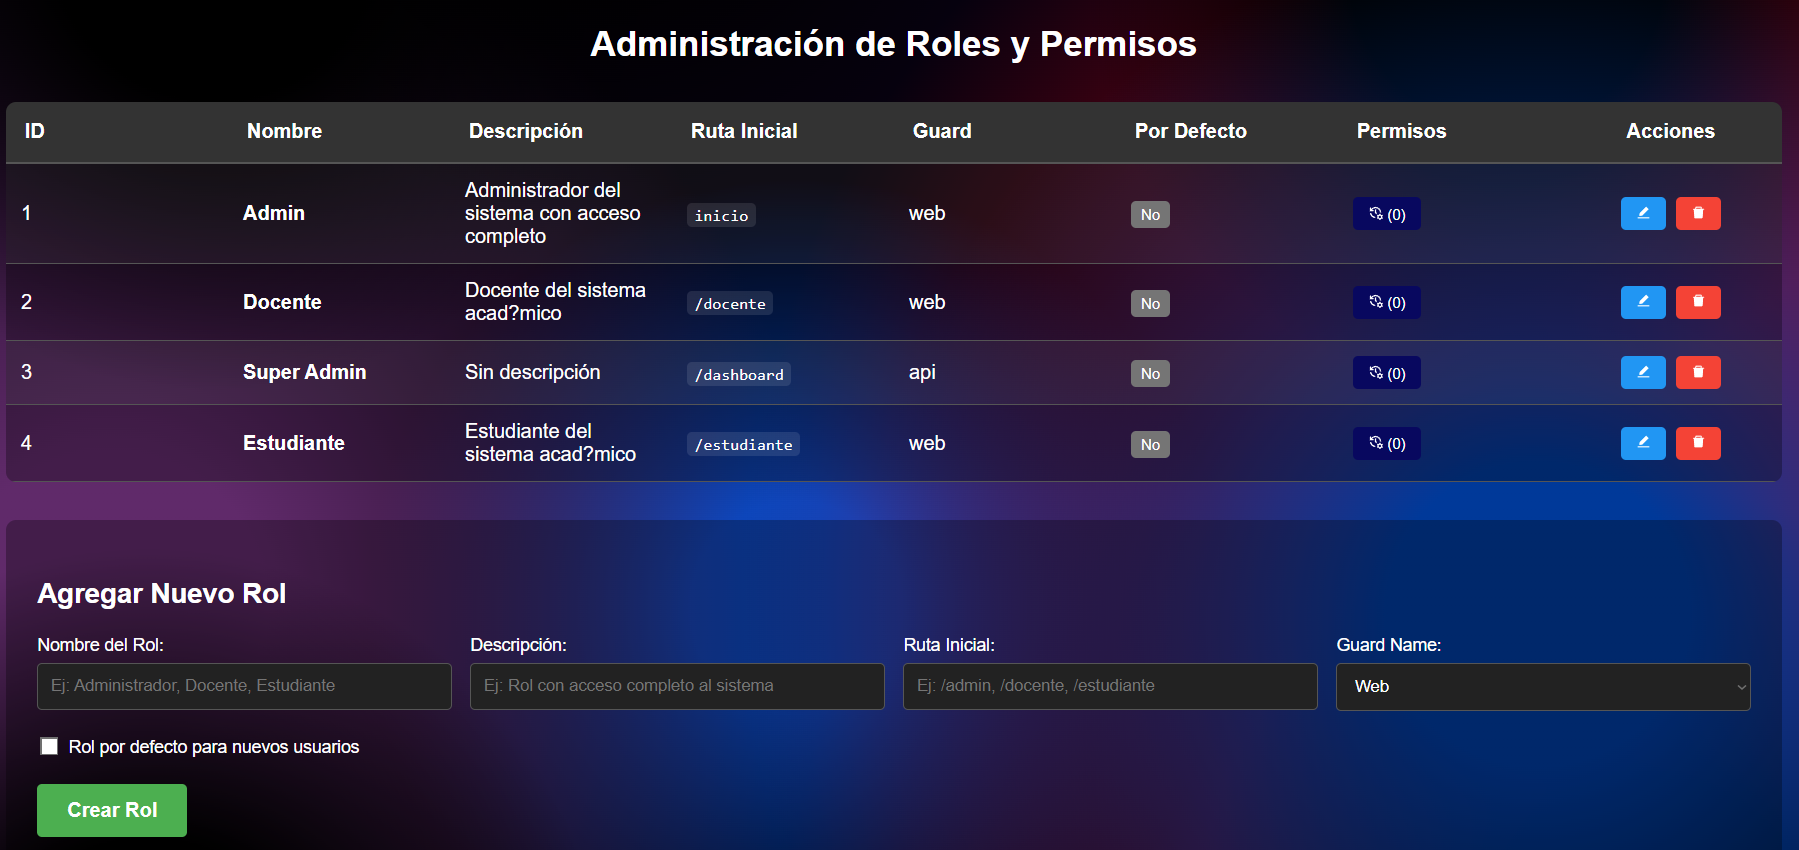 Administración de Roles y Permisos
ID Nombre Descripción Ruta Inicial Guard Por Defecto Permisos Acciones
1 Admin Administrador del sistema con acceso completo inicio web No (0)
2 Docente Docente del sistema acad?mico /docente web No (0)
3 Super Admin Sin descripción /dashboard api No (0)
4 Estudiante Estudiante del sistema acad?mico /estudiante web No (0)
Agregar Nuevo Rol
Nombre del Rol: Descripción: Ruta Inicial: Guard Name:
Ej: Administrador, Docente, Estudiante Ej: Rol con acceso completo al sistema Ej: /admin, /docente, /estudiante Web
Rol por defecto para nuevos usuarios
Crear Rol